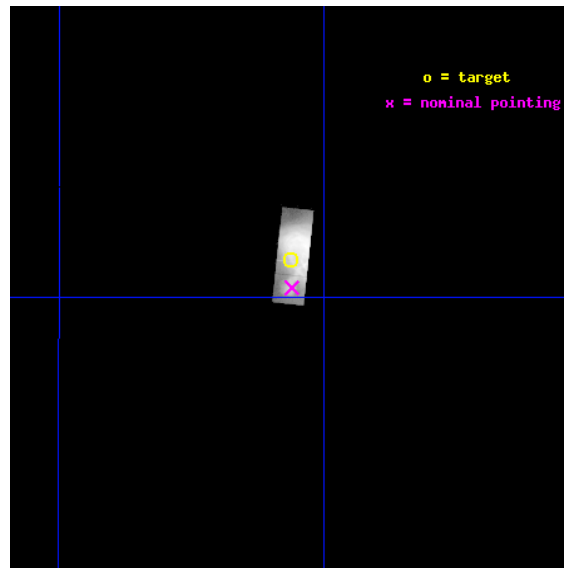 o = target
x = nominal pointing